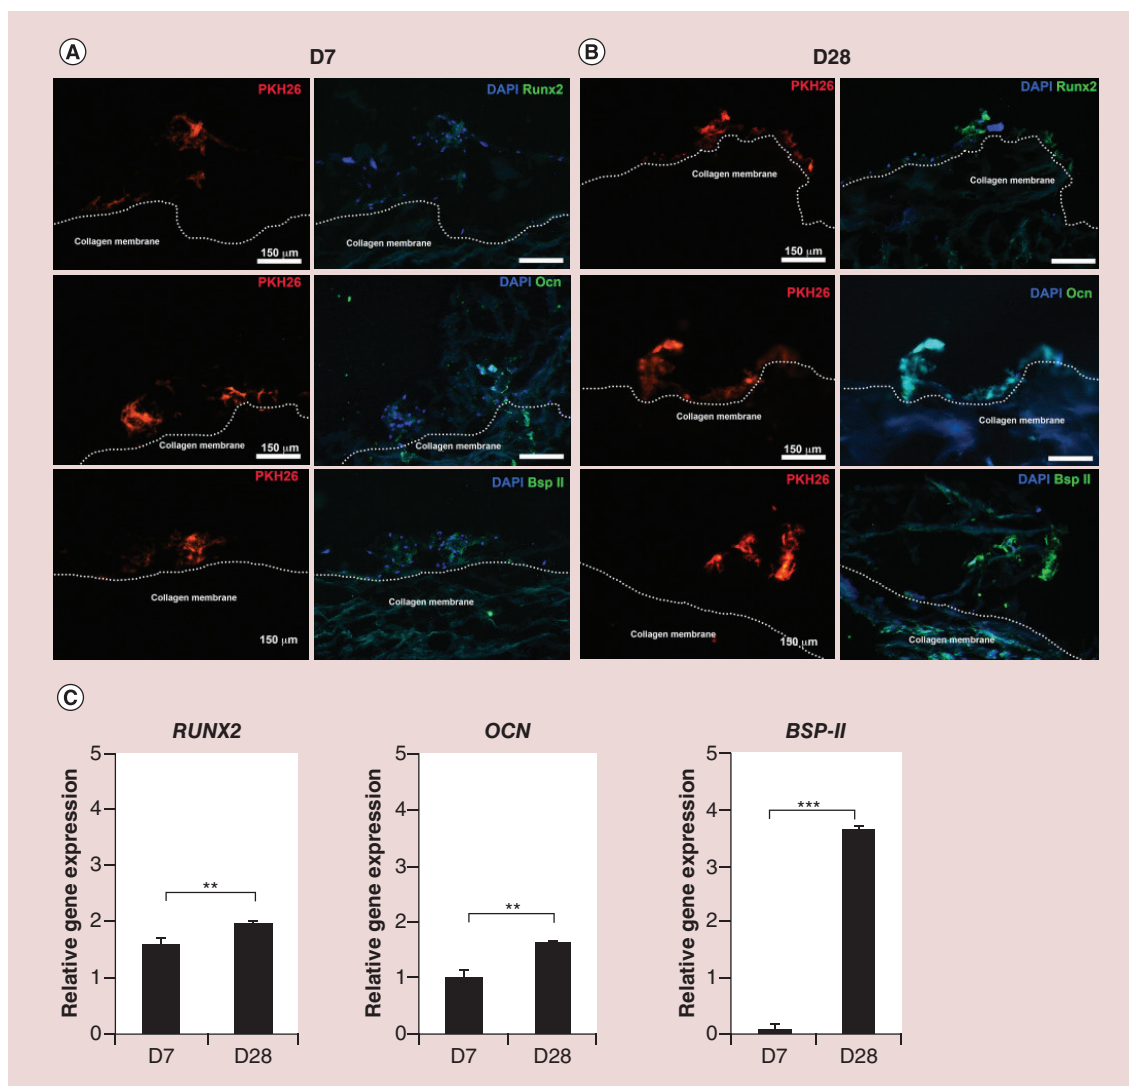 A
D7
B
D28
PKH26
DAPI Runx2
Collagen membrane
150 μm
Collagen membrane
PKH26
DAPI Runx2
Collagen membrane
150 μm
Collagen membrane
PKH26
DAPI Ocn
Collagen membrane
150 μm
Collagen membrane
PKH26
DAPI Ocn
Collagen membrane
150 μm
Collagen membrane
PKH26
DAPI Bsp II
Collagen membrane
150 μm
Collagen membrane
PKH26
DAPI Bsp II
Collagen membrane
150 μm
Collagen membrane
C
RUNX2
Relative gene expression
5
4
3
2
1
0
**
D7 D28
OCN
Relative gene expression
5
4
3
2
1
0
**
D7 D28
BSP-II
Relative gene expression
5
4
3
2
1
0
***
D7 D28